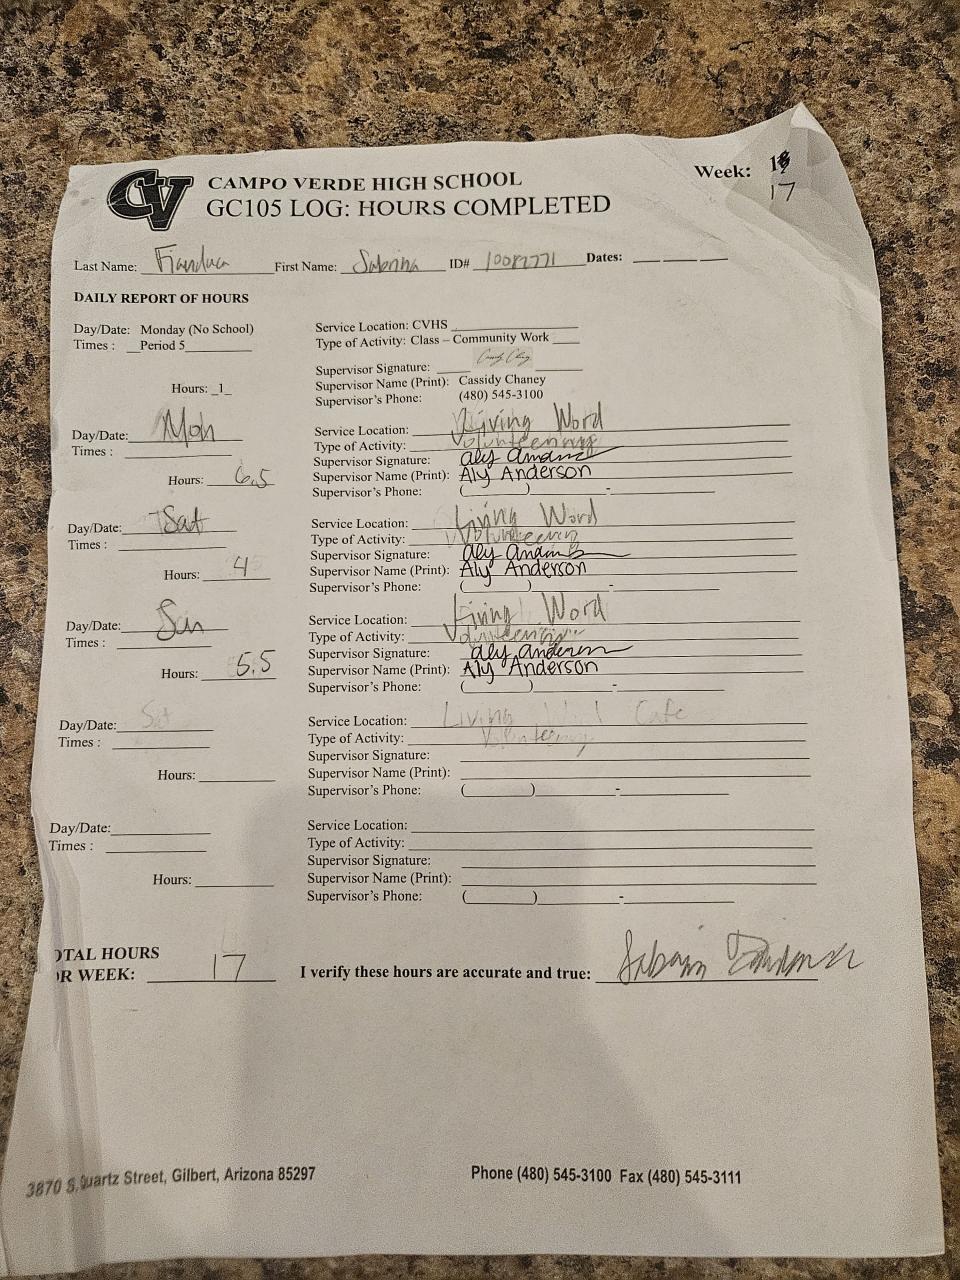 CV
CAMPO VERDE HIGH SCHOOL
GC105 LOG: HOURS COMPLETED
Week:
17
Last Name: First Name: Sabrina ID# Dates:
DAILY REPORT OF HOURS
Day/Date: Monday (No School)
Times : Period 5
Hours: 1
Service Location: CVHS
Type of Activity: Class – Community Work
Supervisor Signature:
Supervisor Name (Print): Cassidy Chaney
Supervisor's Phone: (480) 545-3100
Day/Date: Mon
Times :
Hours: 6.5
Service Location: Living Word
Type of Activity: Volunteering
Supervisor Signature: Aly Anderson
Supervisor Name (Print): Aly Anderson
Supervisor's Phone: ( ) -
Day/Date: Sat
Times :
Hours: 4
Service Location: Living Word
Type of Activity: Volunteering
Supervisor Signature: Aly Anderson
Supervisor Name (Print): Aly Anderson
Supervisor's Phone: ( ) -
Day/Date: Sun
Times :
Hours: 5.5
Service Location: Living Word
Type of Activity: Volunteering
Supervisor Signature: Aly Anderson
Supervisor Name (Print): Aly Anderson
Supervisor's Phone: ( ) -
Day/Date:
Times :
Hours:
Service Location: Living Word Cafe
Type of Activity: Volunteering
Supervisor Signature:
Supervisor Name (Print):
Supervisor's Phone: ( ) -
Day/Date:
Times :
Hours:
Service Location:
Type of Activity:
Supervisor Signature:
Supervisor Name (Print):
Supervisor's Phone: ( ) -
OTAL HOURS
OR WEEK: 17
I verify these hours are accurate and true: Sabrina
3870 S. Quartz Street, Gilbert, Arizona 85297
Phone (480) 545-3100 Fax (480) 545-3111